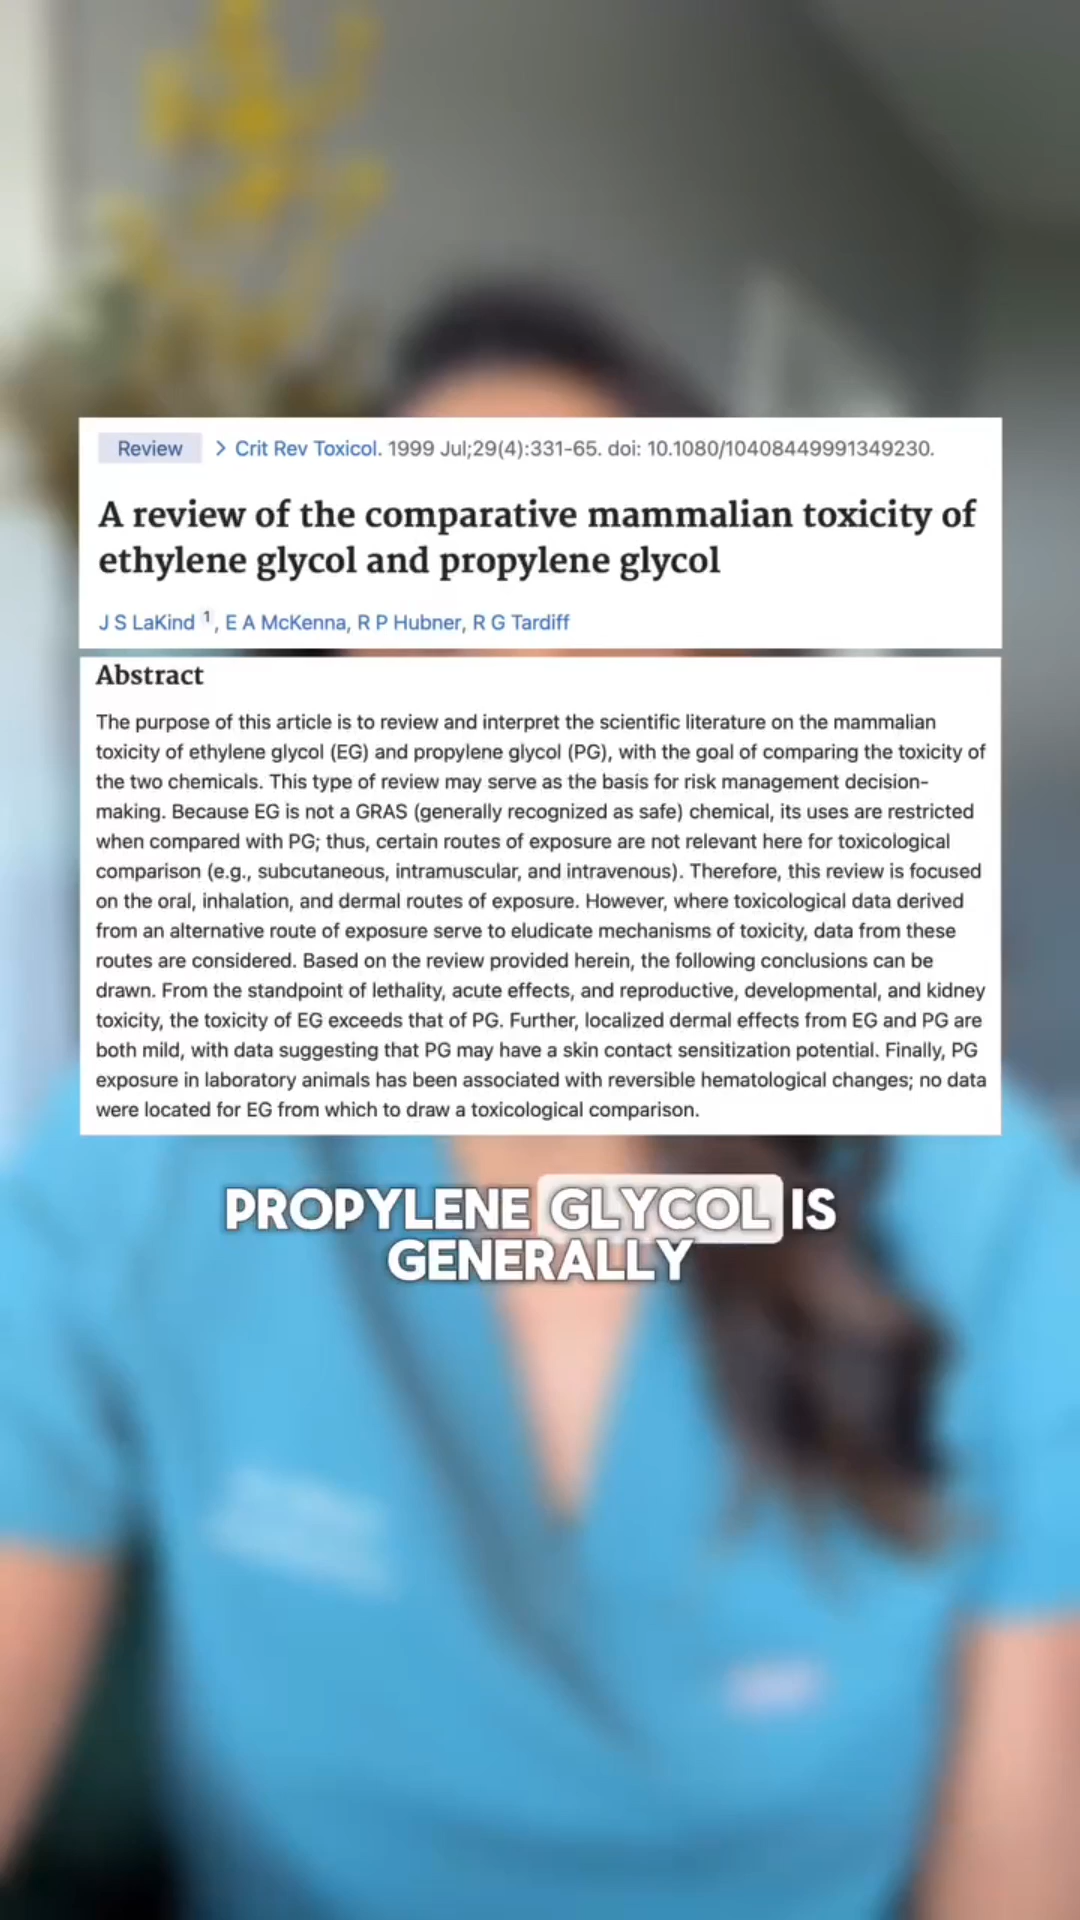 Review > Crit Rev Toxicol. 1999 Jul;29(4):331-65. doi: 10.1080/10408449991349230.
A review of the comparative mammalian toxicity of
ethylene glycol and propylene glycol
J S LaKind 1, E A McKenna, R P Hubner, R G Tardiff
Abstract
The purpose of this article is to review and interpret the scientific literature on the mammalian
toxicity of ethylene glycol (EG) and propylene glycol (PG), with the goal of comparing the toxicity of
the two chemicals. This type of review may serve as the basis for risk management decision-
making. Because EG is not a GRAS (generally recognized as safe) chemical, its uses are restricted
when compared with PG; thus, certain routes of exposure are not relevant here for toxicological
comparison (e.g., subcutaneous, intramuscular, and intravenous). Therefore, this review is focused
on the oral, inhalation, and dermal routes of exposure. However, where toxicological data derived
from an alternative route of exposure serve to eludicate mechanisms of toxicity, data from these
routes are considered. Based on the review provided herein, the following conclusions can be
drawn. From the standpoint of lethality, acute effects, and reproductive, developmental, and kidney
toxicity, the toxicity of EG exceeds that of PG. Further, localized dermal effects from EG and PG are
both mild, with data suggesting that PG may have a skin contact sensitization potential. Finally, PG
exposure in laboratory animals has been associated with reversible hematological changes; no data
were located for EG from which to draw a toxicological comparison.
PROPYLENE GLYCOL IS
GENERALLY